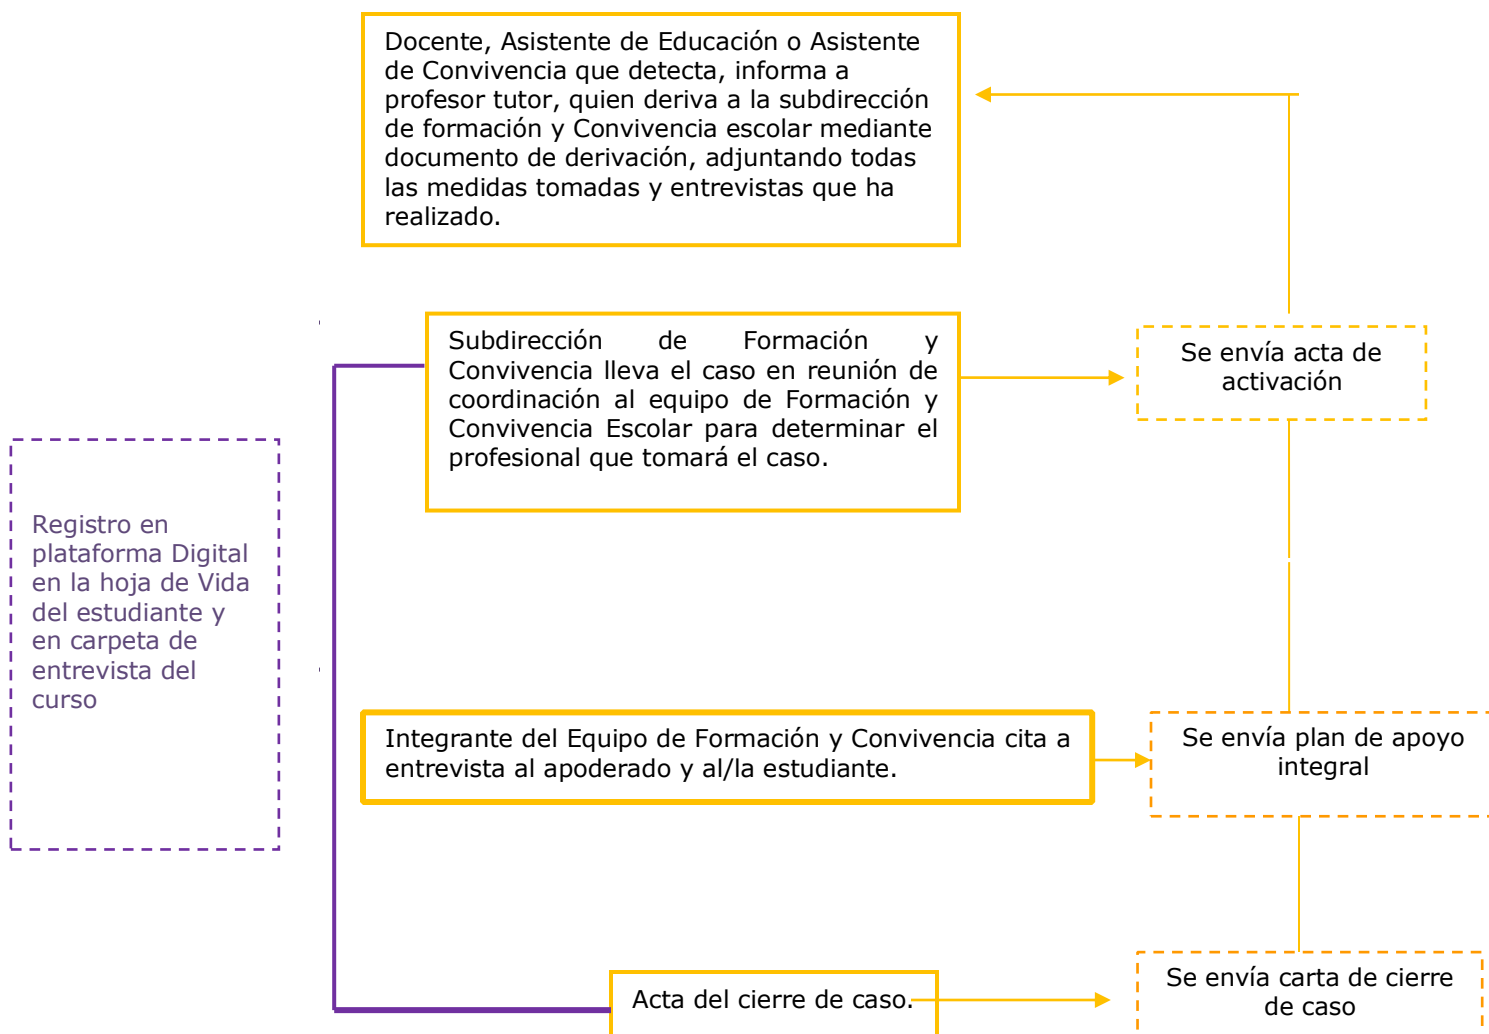 Docente, Asistente de Educación o Asistente
de Convivencia que detecta, informa a
profesor tutor, quien deriva a la subdirección
de formación y Convivencia escolar mediante
documento de derivación, adjuntando todas
las medidas tomadas y entrevistas que ha
realizado.
Subdirección de Formación y
Convivencia lleva el caso en reunión de
coordinación al equipo de Formación y
Convivencia Escolar para determinar el
profesional que tomará el caso.
Se envía acta de
activación
Registro en
plataforma Digital
en la hoja de Vida
del estudiante y
en carpeta de
entrevista del
curso
Integrante del Equipo de Formación y Convivencia cita a
entrevista al apoderado y al/la estudiante.
Se envía plan de apoyo
integral
Acta del cierre de caso.
Se envía carta de cierre
de caso